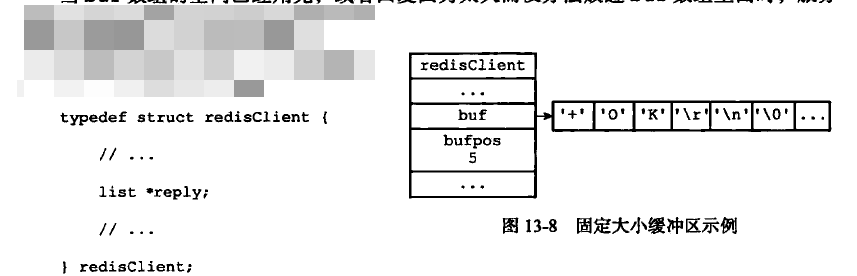 typedef struct redisClient {
// ...
list *reply;
// ...
} redisClient;
redisClient
...
buf
'+' 'O' 'K' '\r' '\n' '\0' ...
bufpos
5
...
图 13-8 固定大小缓冲区示例